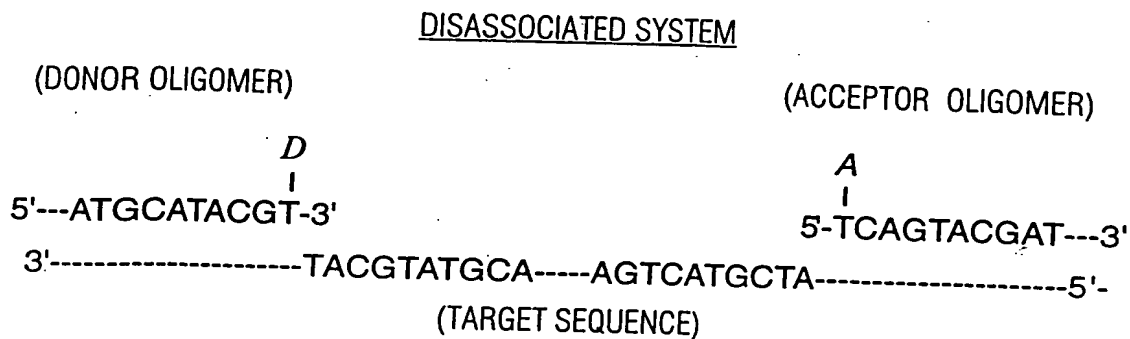 DISASSOCIATED SYSTEM
(DONOR OLIGOMER)
(ACCEPTOR OLIGOMER)
D
A
5'---ATGCATACGT-3'
5'-TCAGTACGAT---3'
3'----------------------TACGTATGCA-----AGTCATGCTA----------------------5'-
(TARGET SEQUENCE)